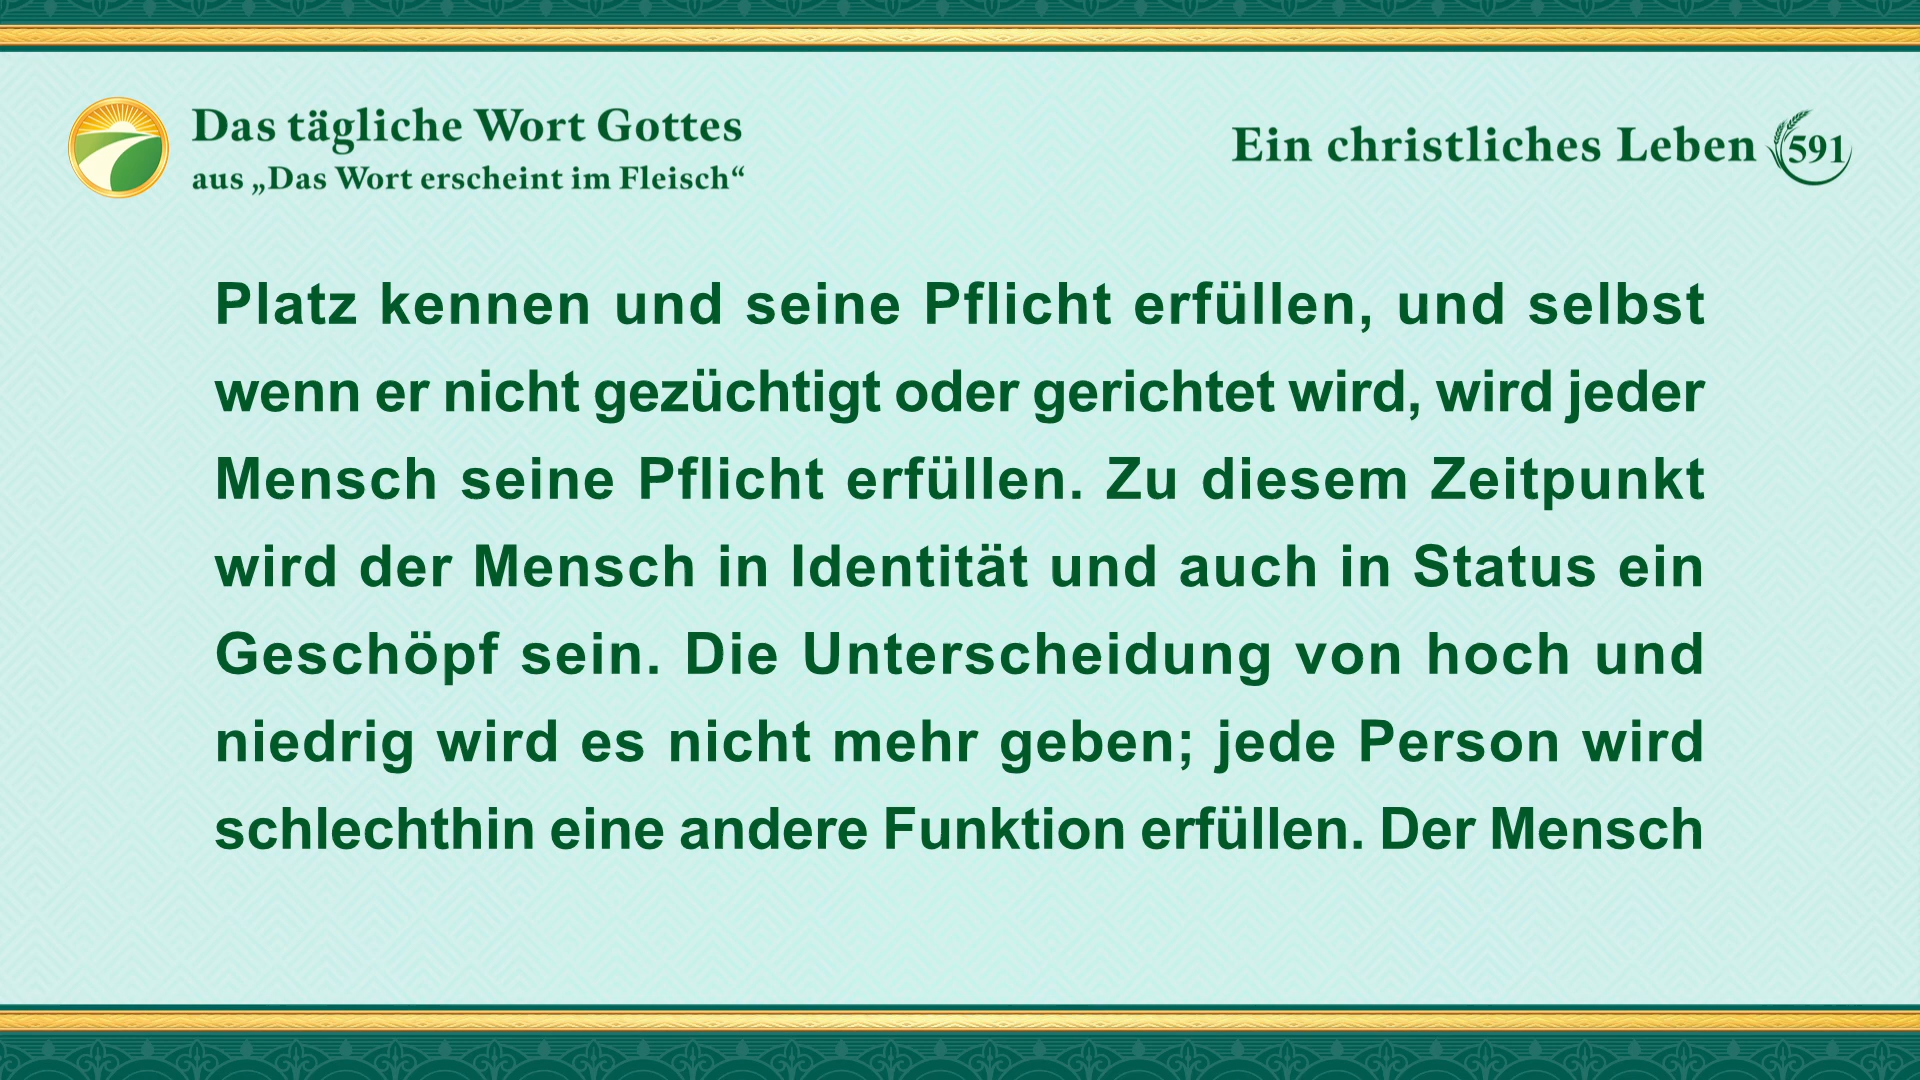 Das tägliche Wort Gottes
aus „Das Wort erscheint im Fleisch“
Ein christliches Leben 591
Platz kennen und seine Pflicht erfüllen, und selbst
wenn er nicht gezüchtigt oder gerichtet wird, wird jeder
Mensch seine Pflicht erfüllen. Zu diesem Zeitpunkt
wird der Mensch in Identität und auch in Status ein
Geschöpf sein. Die Unterscheidung von hoch und
niedrig wird es nicht mehr geben; jede Person wird
schlechthin eine andere Funktion erfüllen. Der Mensch